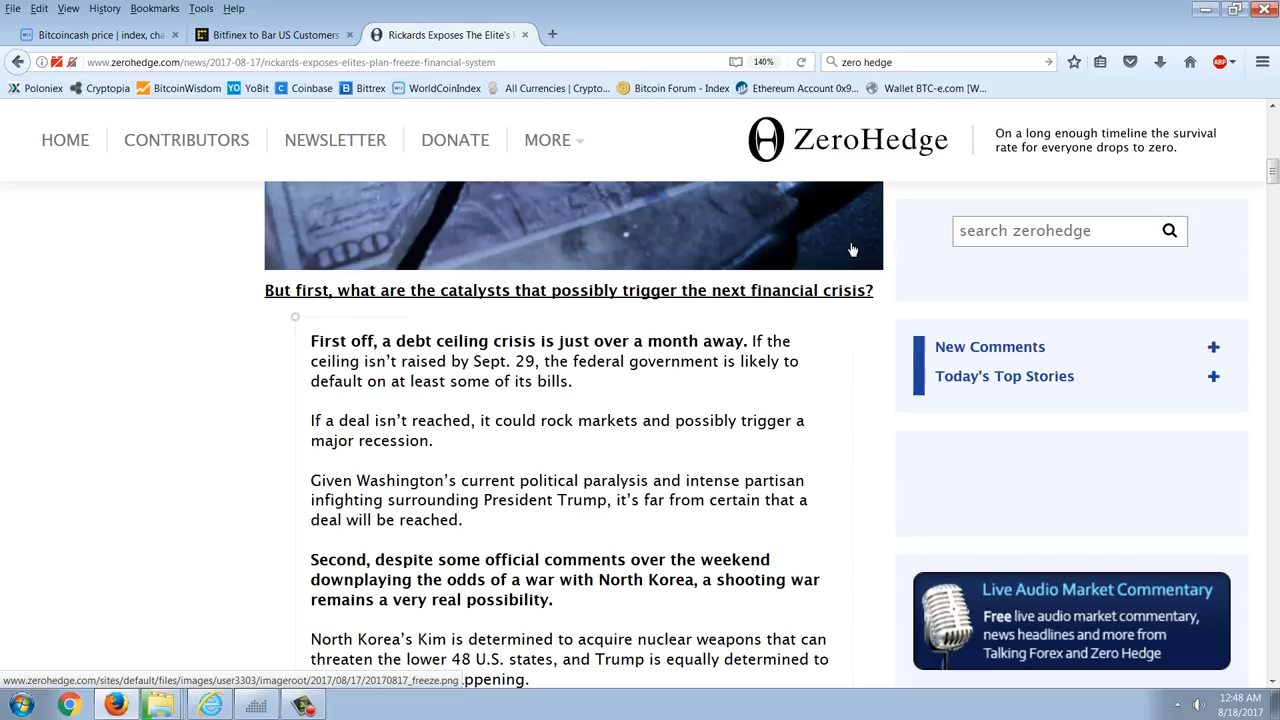 File Edit View History Bookmarks Tools Help
Bitcoincash price | index, cha
Bitfinex to Bar US Customers
Rickards Exposes The Elite's
www.zerohedge.com/news/2017-08-17/rickards-exposes-elites-plan-freeze-financial-system
140%
zero hedge
ABP
Poloniex Cryptopia BitcoinWisdom YoBit Coinbase Bittrex WorldCoinIndex All Currencies | Crypto... Bitcoin Forum - Index Ethereum Account 0x9... Wallet BTC-e.com [W...
HOME CONTRIBUTORS NEWSLETTER DONATE MORE
ZeroHedge
On a long enough timeline the survival
rate for everyone drops to zero.
But first, what are the catalysts that possibly trigger the next financial crisis?
First off, a debt ceiling crisis is just over a month away. If the
ceiling isn't raised by Sept. 29, the federal government is likely to
default on at least some of its bills.
If a deal isn't reached, it could rock markets and possibly trigger a
major recession.
Given Washington's current political paralysis and intense partisan
infighting surrounding President Trump, it's far from certain that a
deal will be reached.
Second, despite some official comments over the weekend
downplaying the odds of a war with North Korea, a shooting war
remains a very real possibility.
North Korea's Kim is determined to acquire nuclear weapons that can
threaten the lower 48 U.S. states, and Trump is equally determined to
ppening.
search zerohedge
New Comments
Today's Top Stories
Live Audio Market Commentary
Free live audio market commentary,
news headlines and more from
Talking Forex and Zero Hedge
www.zerohedge.com/sites/default/files/images/user3303/imageroot/2017/08/17/20170817_freeze.png
12:48 AM
8/18/2017